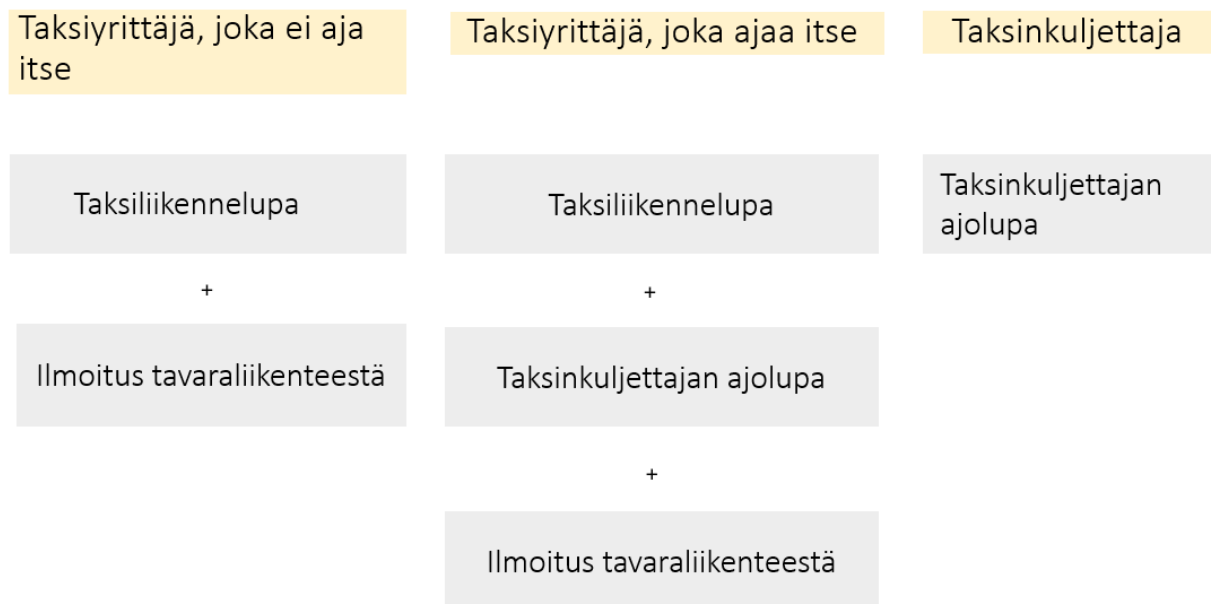 Taksiyrittäjä, joka ei aja
itse
Taksiliikennelupa
+
Ilmoitus tavaraliikenteestä
Taksiyrittäjä, joka ajaa itse
Taksiliikennelupa
+
Taksinkuljettajan ajolupa
+
Ilmoitus tavaraliikenteestä
Taksinkuljettaja
Taksinkuljettajan
ajolupa